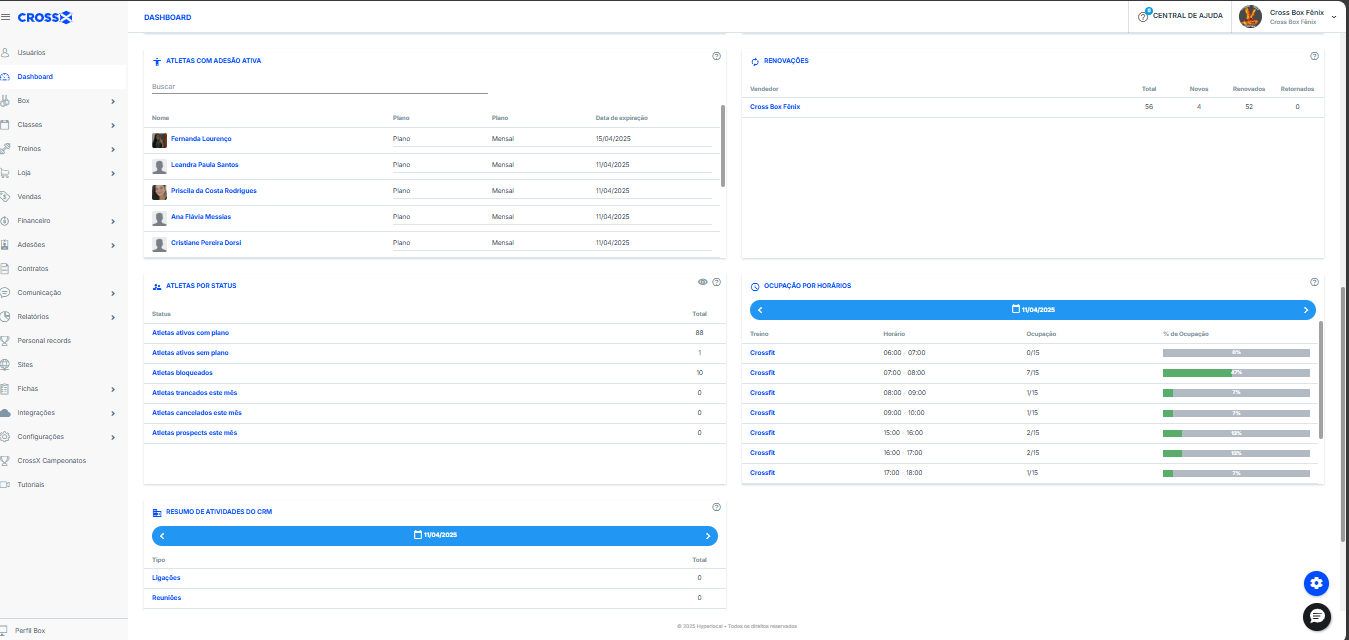 CROSSX
DASHBOARD
CENTRAL DE AJUDA
Cross Box Fênix
Cross Box Fênix
Usuários
Dashboard
Box
Classes
Treinos
Loja
Vendas
Financeiro
Adesões
Contratos
Comunicação
Relatórios
Personal records
Sites
Fichas
Integrações
Configurações
CrossX Campeonatos
Tutoriais
Perfil Box
ATLETAS COM ADESÃO ATIVA
Buscar
Nome Plano Plano Data de expiração
Fernanda Lourenço Plano Mensal 15/04/2025
Leandra Paula Santos Plano Mensal 11/04/2025
Priscila da Costa Rodrigues Plano Mensal 11/04/2025
Ana Flávia Messias Plano Mensal 11/04/2025
Cristiane Pereira Dorsi Plano Mensal 11/04/2025
RENOVAÇÕES
Vendedor Total Novos Renovados Retornados
Cross Box Fênix 56 4 52 0
ATLETAS POR STATUS
Status Total
Atletas ativos com plano 88
Atletas ativos sem plano 1
Atletas bloqueados 10
Atletas trancados este mês 0
Atletas cancelados este mês 0
Atletas prospects este mês 0
OCUPAÇÃO POR HORÁRIOS
11/04/2025
Treino Horário Ocupação % de Ocupação
Crossfit 06:00 - 07:00 0/15 0%
Crossfit 07:00 - 08:00 7/15 47%
Crossfit 08:00 - 09:00 1/15 7%
Crossfit 09:00 - 10:00 1/15 7%
Crossfit 15:00 - 16:00 2/15 13%
Crossfit 16:00 - 17:00 2/15 13%
Crossfit 17:00 - 18:00 1/15 7%
RESUMO DE ATIVIDADES DO CRM
11/04/2025
Tipo Total
Ligações 0
Reuniões 0
© 2025 Hyperlocal • Todos os direitos reservados